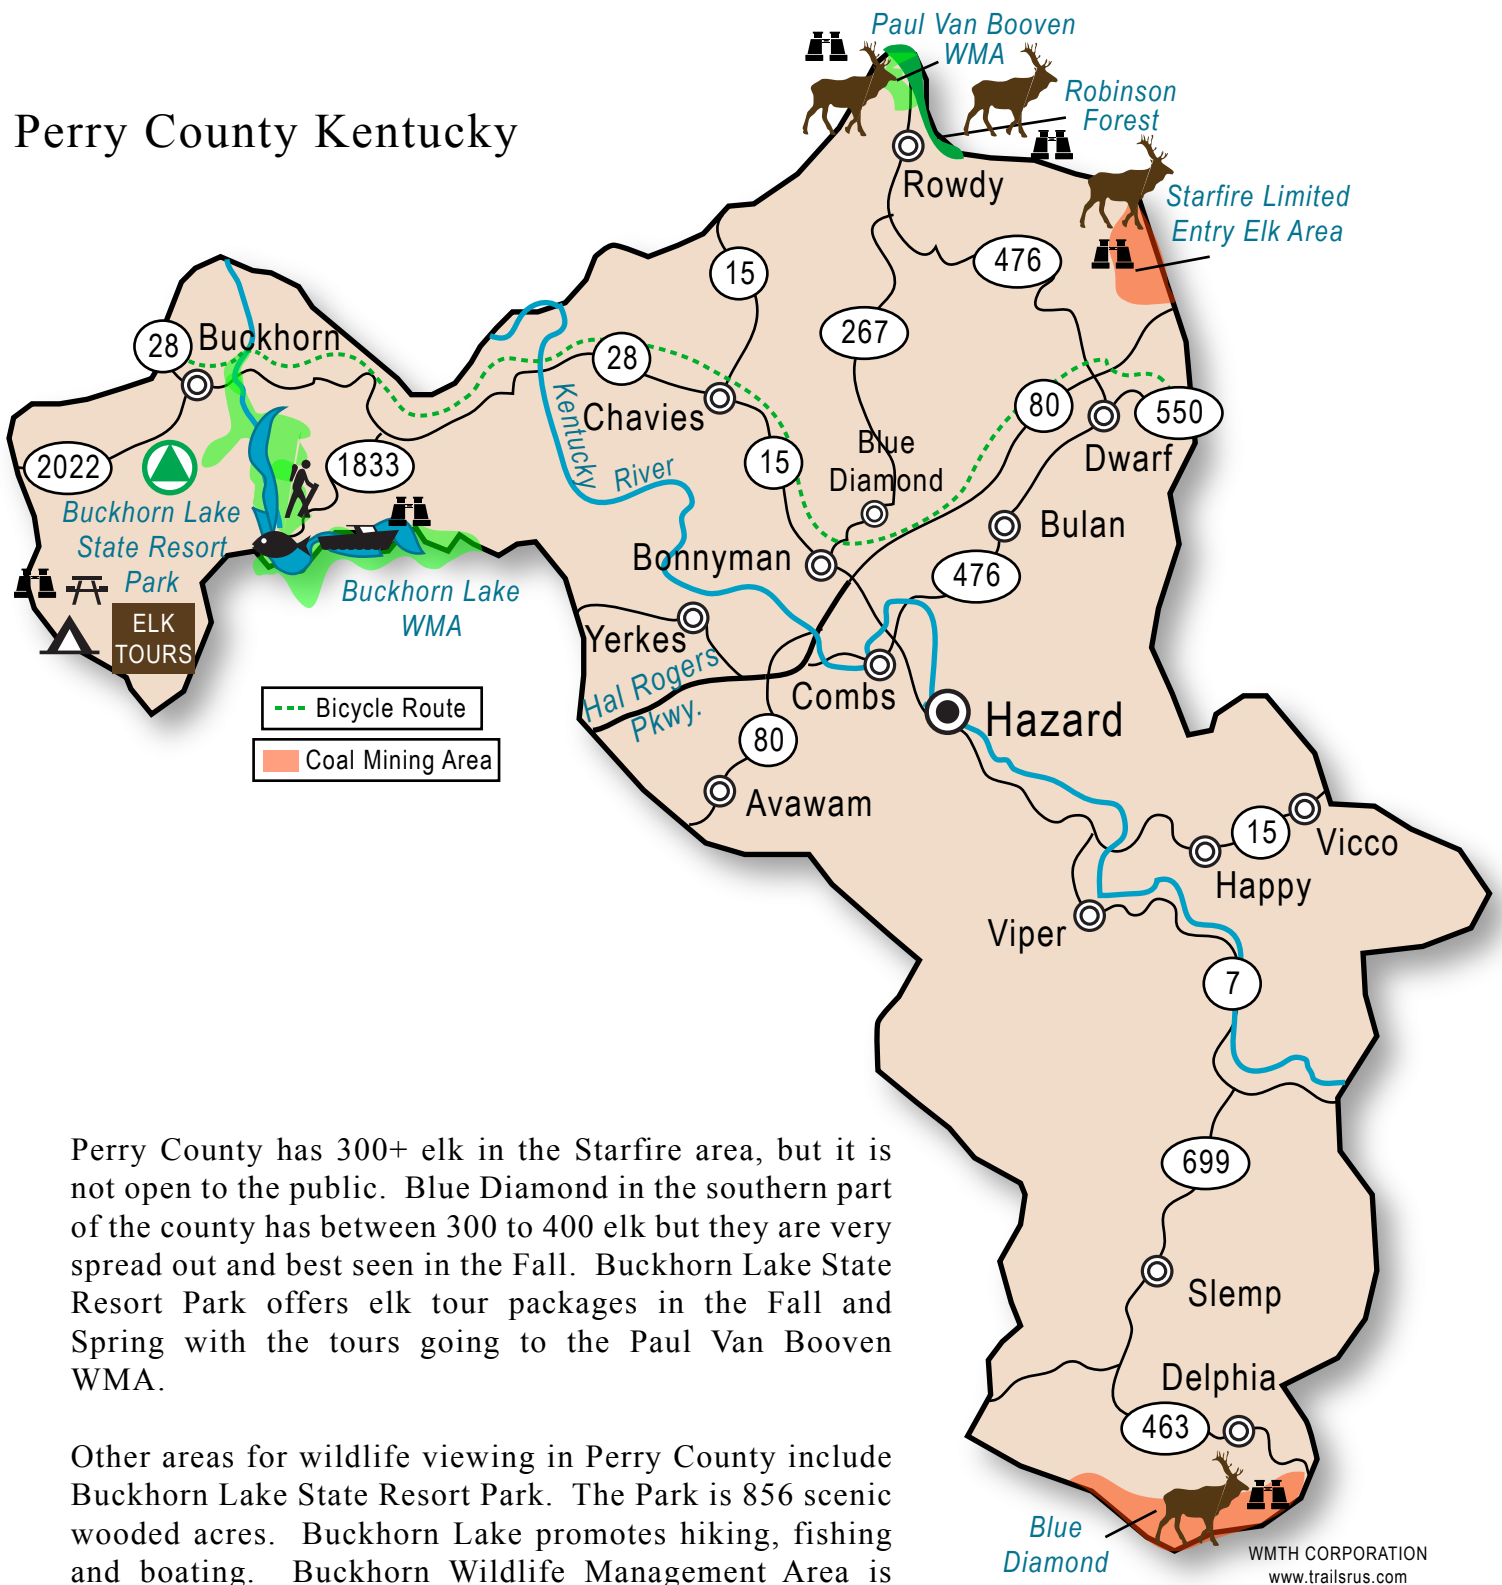 Paul Van Booven
WMA
Perry County Kentucky
Robinson
Forest
Rowdy
Starfire Limited
Entry Elk Area
476
15
28
Buckhorn
267
28
Kentucky
Chavies
80
550
Blue
Diamond
Dwarf
2022
1833
15
River
Buckhorn Lake
State Resort
Park
Bulan
Bonnyman
476
Buckhorn Lake
WMA
ELK
TOURS
Yerkes
Hal Rogers
Pkwy.
Combs
Bicycle Route
Hazard
Coal Mining Area
80
Avawam
15
Vicco
Happy
Viper
7
Perry County has 300+ elk in the Starfire area, but it is
not open to the public. Blue Diamond in the southern part
of the county has between 300 to 400 elk but they are very
spread out and best seen in the Fall. Buckhorn Lake State
Resort Park offers elk tour packages in the Fall and
Spring with the tours going to the Paul Van Booven
WMA.
699
Slemp
Delphia
463
Other areas for wildlife viewing in Perry County include
Buckhorn Lake State Resort Park. The Park is 856 scenic
wooded acres. Buckhorn Lake promotes hiking, fishing
and boating. Buckhorn Wildlife Management Area is
Blue
Diamond
WMTH CORPORATION
www.trailsrus.com